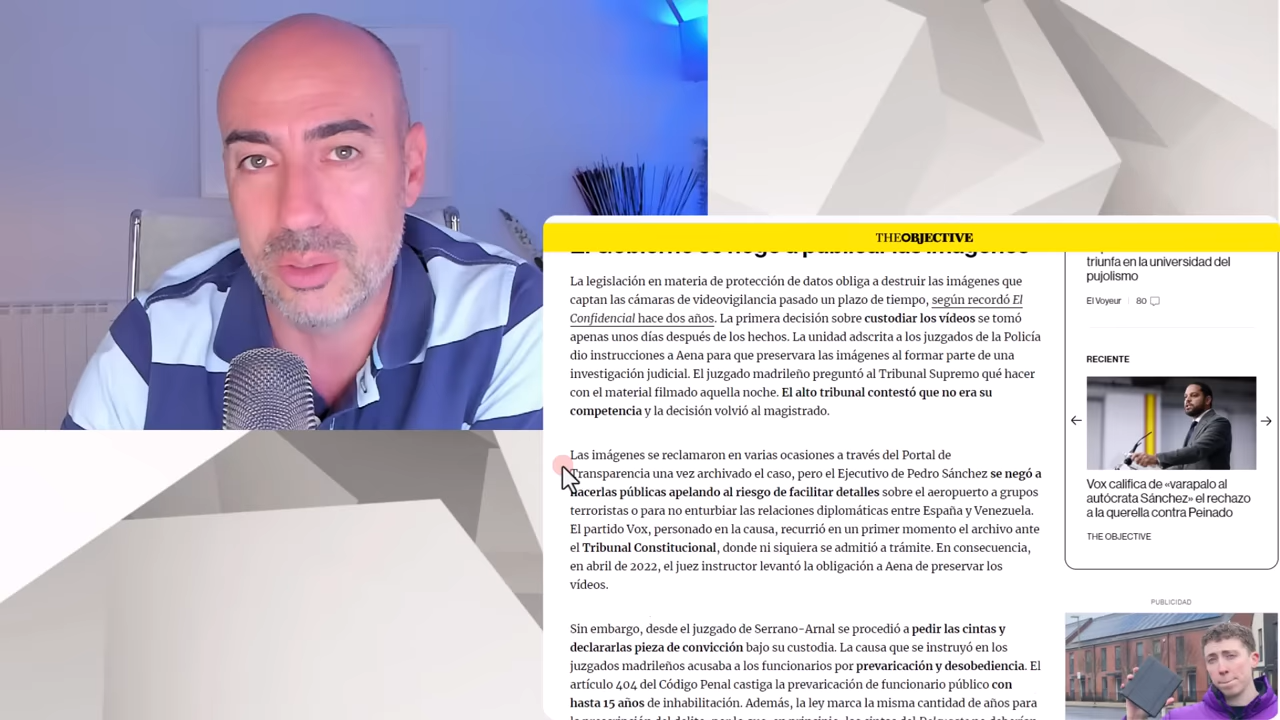 THEOBJECTIVE
El Gobierno se negó a publicar las imágenes
La legislación en materia de protección de datos obliga a destruir las imágenes que
captan las cámaras de videovigilancia pasado un plazo de tiempo, según recordó El
Confidencial hace dos años. La primera decisión sobre custodiar los vídeos se tomó
apenas unos días después de los hechos. La unidad adscrita a los juzgados de la Policía
dio instrucciones a Aena para que preservara las imágenes al formar parte de una
investigación judicial. El juzgado madrileño preguntó al Tribunal Supremo qué hacer
con el material filmado aquella noche. El alto tribunal contestó que no era su
competencia y la decisión volvió al magistrado.
Las imágenes se reclamaron en varias ocasiones a través del Portal de
Transparencia una vez archivado el caso, pero el Ejecutivo de Pedro Sánchez se negó a
hacerlas públicas apelando al riesgo de facilitar detalles sobre el aeropuerto a grupos
terroristas o para no enturbiar las relaciones diplomáticas entre España y Venezuela.
El partido Vox, personado en la causa, recurrió en un primer momento el archivo ante
el Tribunal Constitucional, donde ni siquiera se admitió a trámite. En consecuencia,
en abril de 2022, el juez instructor levantó la obligación a Aena de preservar los
vídeos.
Sin embargo, desde el juzgado de Serrano-Arnal se procedió a pedir las cintas y
declararlas pieza de convicción bajo su custodia. La causa que se instruyó en los
juzgados madrileños acusaba a los funcionarios por prevaricación y desobediencia. El
artículo 404 del Código Penal castiga la prevaricación de funcionario público con
hasta 15 años de inhabilitación. Además, la ley marca la misma cantidad de años para
triunfa en la universidad del
pujolismo
El Voyeur 80
RECIENTE
Vox califica de «varapalo al
autócrata Sánchez» el rechazo
a la querella contra Peinado
THE OBJECTIVE
PUBLICIDAD